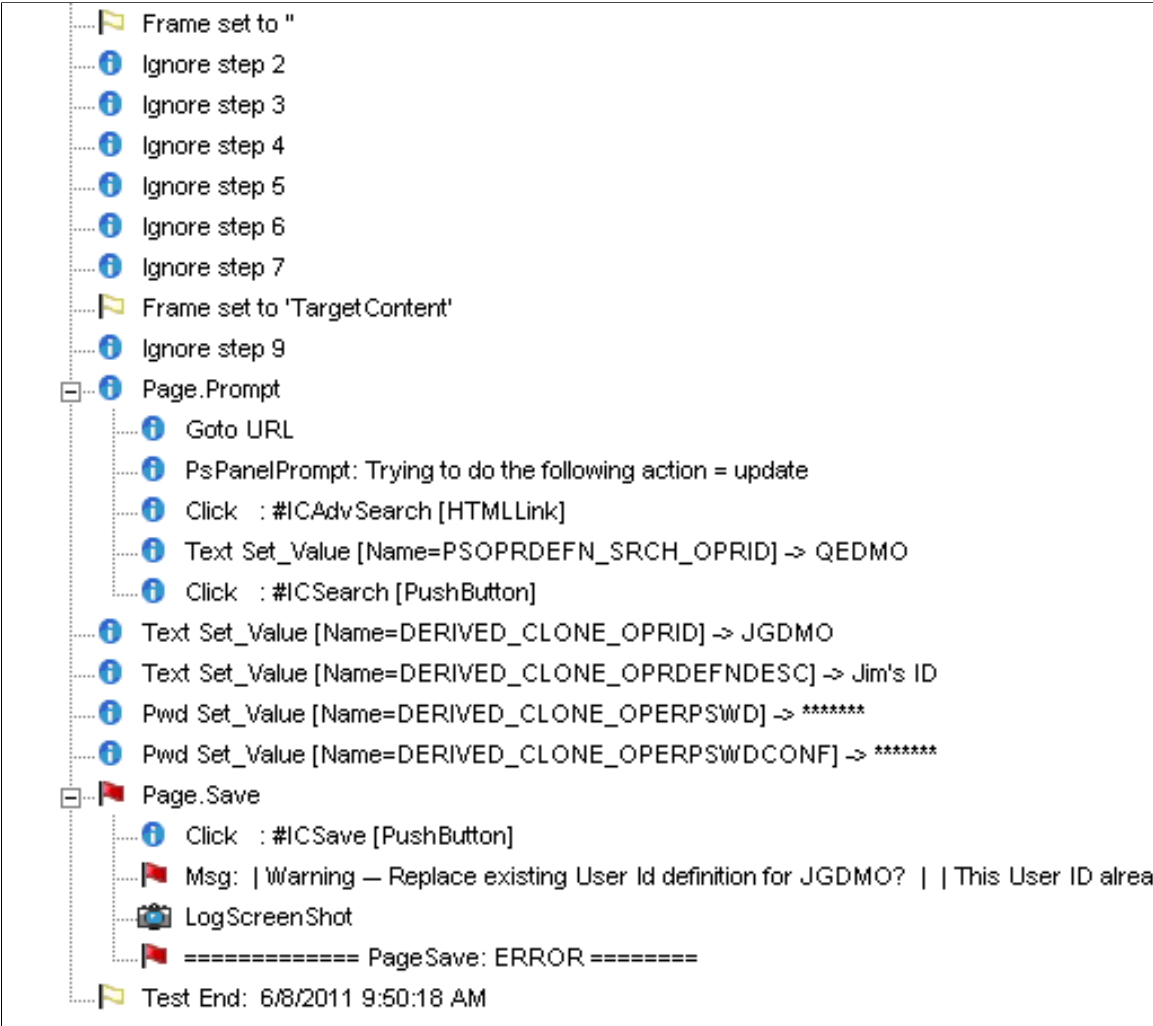 Frame set to ''
Ignore step 2
Ignore step 3
Ignore step 4
Ignore step 5
Ignore step 6
Ignore step 7
Frame set to 'TargetContent'
Ignore step 9
Page.Prompt
Goto URL
PsPanelPrompt: Trying to do the following action = update
Click : #ICAdvSearch [HTMLLink]
Text Set_Value [Name=PSOPRDEFN_SRCH_OPRID] -> QEDMO
Click : #ICSearch [PushButton]
Text Set_Value [Name=DERIVED_CLONE_OPRID] -> JGDMO
Text Set_Value [Name=DERIVED_CLONE_OPRDEFNDESC] -> Jim's ID
Pwd Set_Value [Name=DERIVED_CLONE_OPERPSWD] -> *******
Pwd Set_Value [Name=DERIVED_CLONE_OPERPSWDCONF] -> *******
Page.Save
Click : #ICSave [PushButton]
Msg: | Warning -- Replace existing User Id definition for JGDMO? | | This User ID alrea
LogScreenShot
============= PageSave: ERROR ========
Test End: 6/8/2011 9:50:18 AM